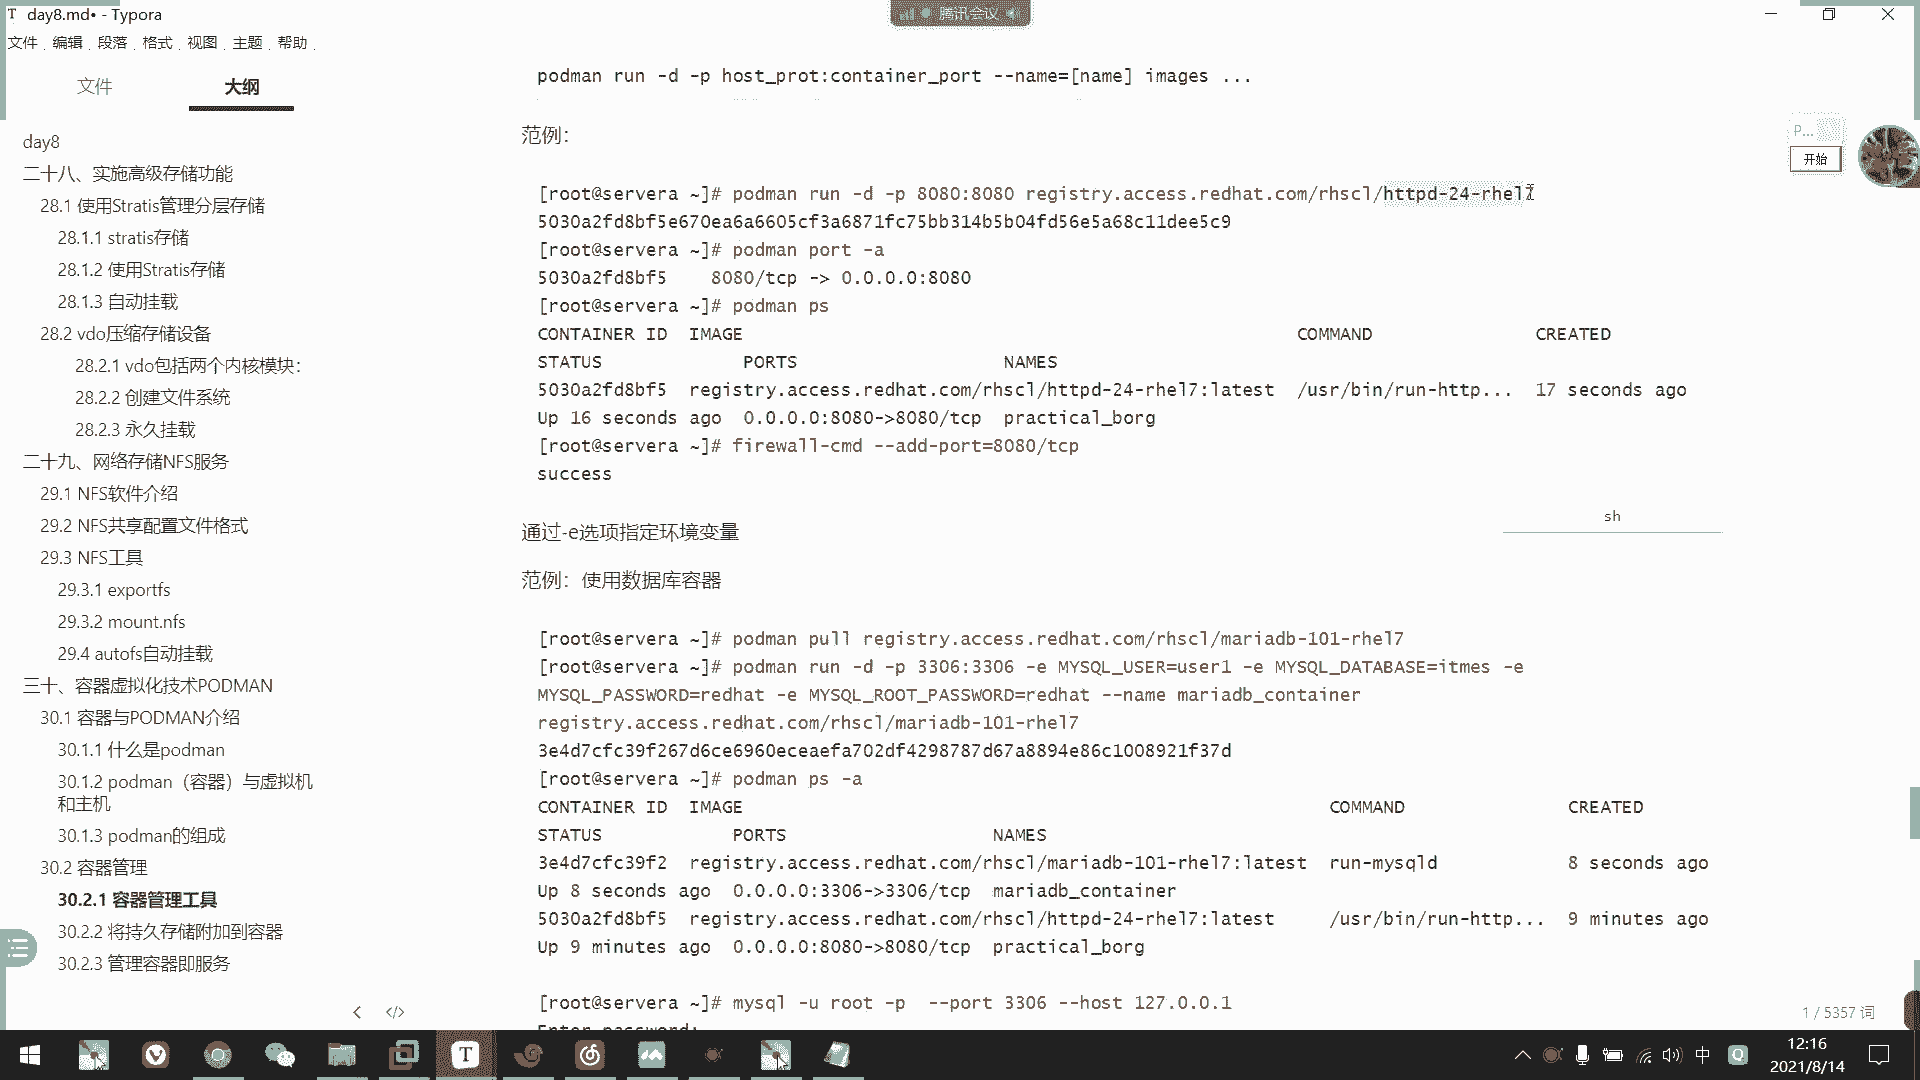 day8.md• - Typora
腾讯会议
文件 编辑 段落 格式 视图 主题 帮助
文件 大纲
day8
二十八、实施高级存储功能
28.1 使用Stratis管理分层存储
28.1.1 stratis存储
28.1.2 使用Stratis存储
28.1.3 自动挂载
28.2 vdo压缩存储设备
28.2.1 vdo包括两个内核模块：
28.2.2 创建文件系统
28.2.3 永久挂载
二十九、网络存储NFS服务
29.1 NFS软件介绍
29.2 NFS共享配置文件格式
29.3 NFS工具
29.3.1 exportfs
29.3.2 mount.nfs
29.4 autofs自动挂载
三十、容器虚拟化技术PODMAN
30.1 容器与PODMAN介绍
30.1.1 什么是podman
30.1.2 podman（容器）与虚拟机
和主机
30.1.3 podman的组成
30.2 容器管理
30.2.1 容器管理工具
30.2.2 将持久存储附加到容器
30.2.3 管理容器即服务
podman run -d -p host_prot:container_port --name=[name] images ...
范例：
[root@servera ~]# podman run -d -p 8080:8080 registry.access.redhat.com/rhscl/httpd-24-rhel7
5030a2fd8bf5e670ea6a6605cf3a6871fc75bb314b5b04fd56e5a68c11dee5c9
[root@servera ~]# podman port -a
5030a2fd8bf5    8080/tcp -> 0.0.0.0:8080
[root@servera ~]# podman ps
CONTAINER ID  IMAGE  COMMAND  CREATED
STATUS  PORTS  NAMES
5030a2fd8bf5  registry.access.redhat.com/rhscl/httpd-24-rhel7:latest  /usr/bin/run-http...  17 seconds ago
Up 16 seconds ago  0.0.0.0:8080->8080/tcp  practical_borg
[root@servera ~]# firewall-cmd --add-port=8080/tcp
success
sh
通过-e选项指定环境变量
范例：使用数据库容器
[root@servera ~]# podman pull registry.access.redhat.com/rhscl/mariadb-101-rhel7
[root@servera ~]# podman run -d -p 3306:3306 -e MYSQL_USER=user1 -e MYSQL_DATABASE=itmes -e
MYSQL_PASSWORD=redhat -e MYSQL_ROOT_PASSWORD=redhat --name mariadb_container
registry.access.redhat.com/rhscl/mariadb-101-rhel7
3e4d7cfc39f267d6ce6960eceaefa702df4298787d67a8894e86c1008921f37d
[root@servera ~]# podman ps -a
CONTAINER ID  IMAGE  COMMAND  CREATED
STATUS  PORTS  NAMES
3e4d7cfc39f2  registry.access.redhat.com/rhscl/mariadb-101-rhel7:latest  run-mysqld  8 seconds ago
Up 8 seconds ago  0.0.0.0:3306->3306/tcp  mariadb_container
5030a2fd8bf5  registry.access.redhat.com/rhscl/httpd-24-rhel7:latest  /usr/bin/run-http...  9 minutes ago
Up 9 minutes ago  0.0.0.0:8080->8080/tcp  practical_borg
[root@servera ~]# mysql -u root -p  --port 3306 --host 127.0.0.1
Enter password:
P...
开始
1 / 5357 词
中
12:16
2021/8/14